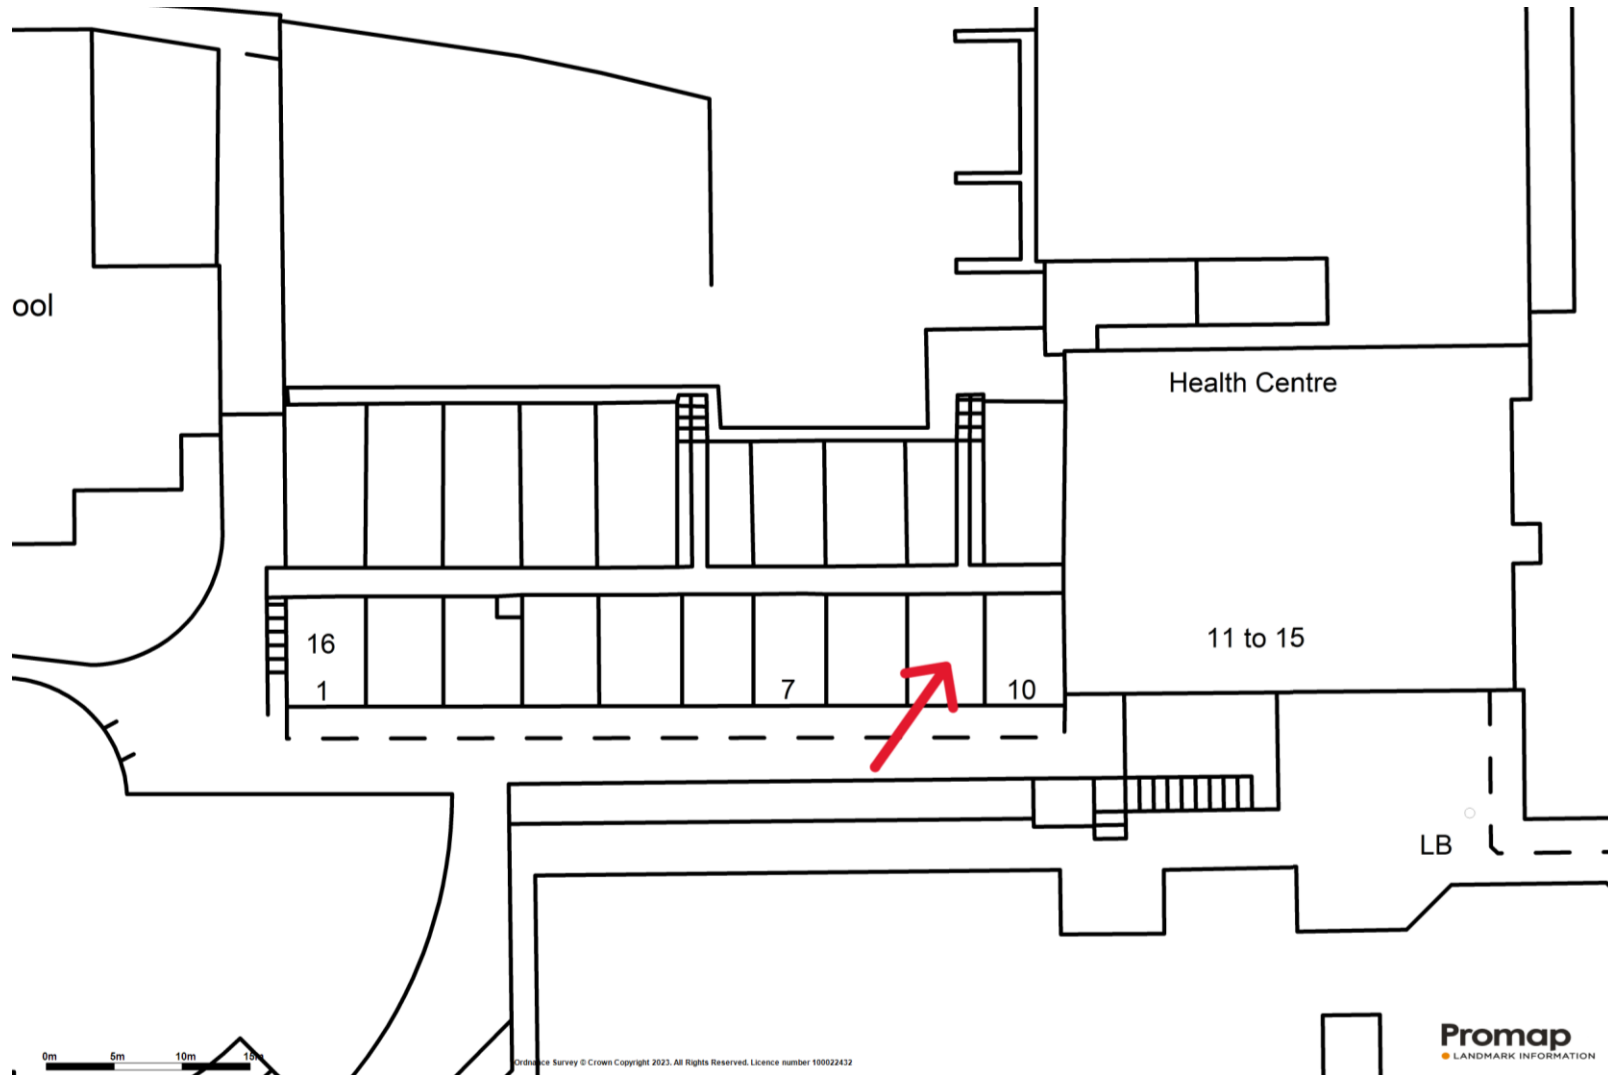 ool
Health Centre
16
11 to 15
1
7
10
LB
0m 5m 10m 15m
Ordnance Survey © Crown Copyright 2023. All Rights Reserved. Licence number 100022432
Promap
LANDMARK INFORMATION